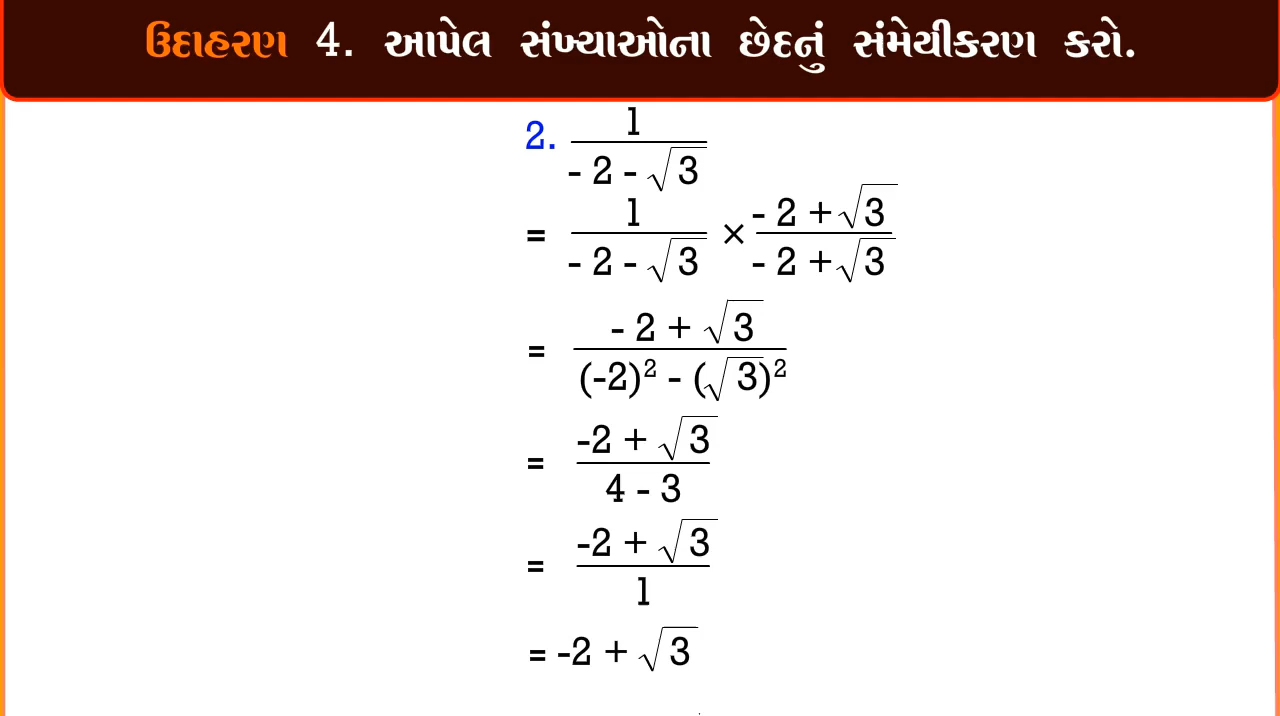 ઉદાહરણ 4. આપેલ સંખ્યાઓના છેદનું સંમેયીકરણ કરો.
2. 1 / (- 2 - √3)
= 1 / (- 2 - √3) × (- 2 + √3) / (- 2 + √3)
= (- 2 + √3) / ((-2)² - (√3)²)
= (-2 + √3) / (4 - 3)
= (-2 + √3) / 1
= -2 + √3